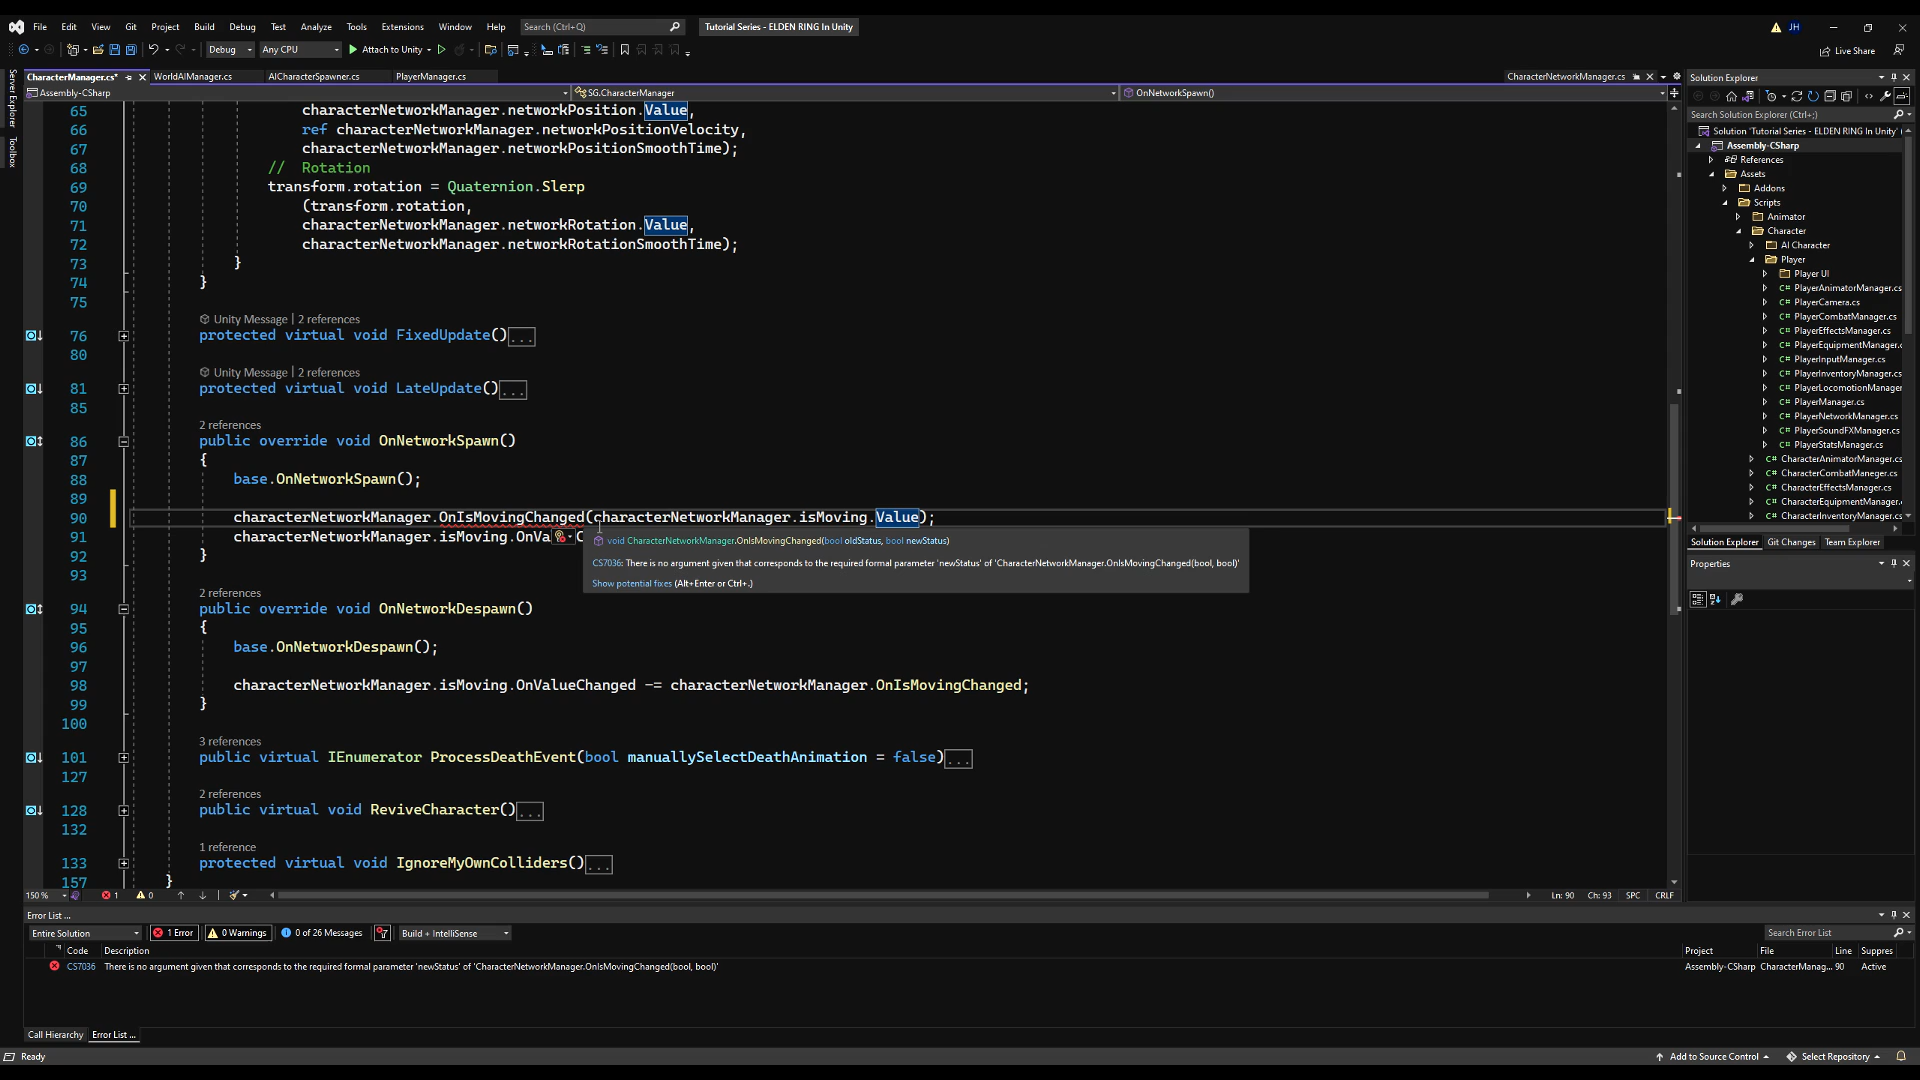 File Edit View Git Project Build Debug Test Analyze Tools Extensions Window Help Search (Ctrl+Q) Tutorial Series - ELDEN RING In Unity JH
Debug Any CPU Attach to Unity Live Share
CharacterManager.cs* WorldAIManager.cs AICharacterSpawner.cs PlayerManager.cs CharacterNetworkManager.cs
Assembly-CSharp SG.CharacterManager OnNetworkSpawn()
Server Explorer
Toolbox
65 characterNetworkManager.networkPosition.Value,
66 ref characterNetworkManager.networkPositionVelocity,
67 characterNetworkManager.networkPositionSmoothTime);
68 // Rotation
69 transform.rotation = Quaternion.Slerp
70 (transform.rotation,
71 characterNetworkManager.networkRotation.Value,
72 characterNetworkManager.networkRotationSmoothTime);
73 }
74 }
75
Unity Message | 2 references
76 protected virtual void FixedUpdate()...
80
Unity Message | 2 references
81 protected virtual void LateUpdate()...
85
2 references
86 public override void OnNetworkSpawn()
87 {
88 base.OnNetworkSpawn();
89
90 characterNetworkManager.OnIsMovingChanged(characterNetworkManager.isMoving.Value);
91 characterNetworkManager.isMoving.OnVa
void CharacterNetworkManager.OnIsMovingChanged(bool oldStatus, bool newStatus)
CS7036: There is no argument given that corresponds to the required formal parameter 'newStatus' of 'CharacterNetworkManager.OnIsMovingChanged(bool, bool)'
Show potential fixes (Alt+Enter or Ctrl+.)
92 }
93
2 references
94 public override void OnNetworkDespawn()
95 {
96 base.OnNetworkDespawn();
97
98 characterNetworkManager.isMoving.OnValueChanged -= characterNetworkManager.OnIsMovingChanged;
99 }
100
3 references
101 public virtual IEnumerator ProcessDeathEvent(bool manuallySelectDeathAnimation = false)...
127
2 references
128 public virtual void ReviveCharacter()...
132
1 reference
133 protected virtual void IgnoreMyOwnColliders()...
157 }
150 % 1 0 Ln: 90 Ch: 93 SPC CRLF
Error List ...
Entire Solution 1 Error 0 Warnings 0 of 26 Messages Build + IntelliSense Search Error List
Code Description Project File Line Suppres
CS7036 There is no argument given that corresponds to the required formal parameter 'newStatus' of 'CharacterNetworkManager.OnIsMovingChanged(bool, bool)' Assembly-CSharp CharacterManag... 90 Active
Call Hierarchy Error List ...
Ready Add to Source Control Select Repository
Solution Explorer
Search Solution Explorer (Ctrl+;)
Solution 'Tutorial Series - ELDEN RING In Unity'
Assembly-CSharp
References
Assets
Addons
Scripts
Animator
Character
AI Character
Player
Player UI
C# PlayerAnimatorManager.cs
C# PlayerCamera.cs
C# PlayerCombatManager.cs
C# PlayerEffectsManager.cs
C# PlayerEquipmentManager.c
C# PlayerInputManager.cs
C# PlayerInventoryManager.cs
C# PlayerLocomotionManager
C# PlayerManager.cs
C# PlayerNetworkManager.cs
C# PlayerSoundFXManager.cs
C# PlayerStatsManager.cs
C# CharacterAnimatorManager.cs
C# CharacterCombatManager.cs
C# CharacterEffectsManager.cs
C# CharacterEquipmentManager
C# CharacterInventoryManager
Solution Explorer Git Changes Team Explorer
Properties